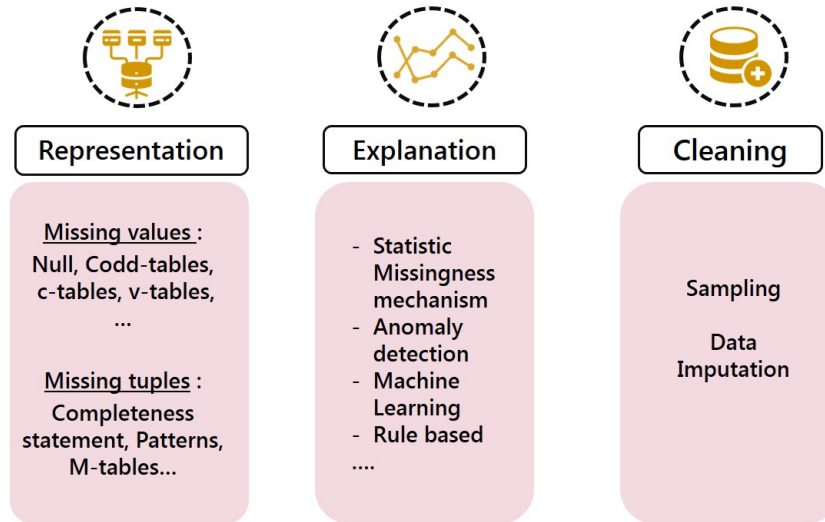 Representation
Missing values :
Null, Codd-tables,
c-tables, v-tables,
...
Missing tuples :
Completeness
statement, Patterns,
M-tables...
Explanation
- Statistic
Missingness
mechanism
- Anomaly
detection
- Machine
Learning
- Rule based
....
Cleaning
Sampling
Data
Imputation